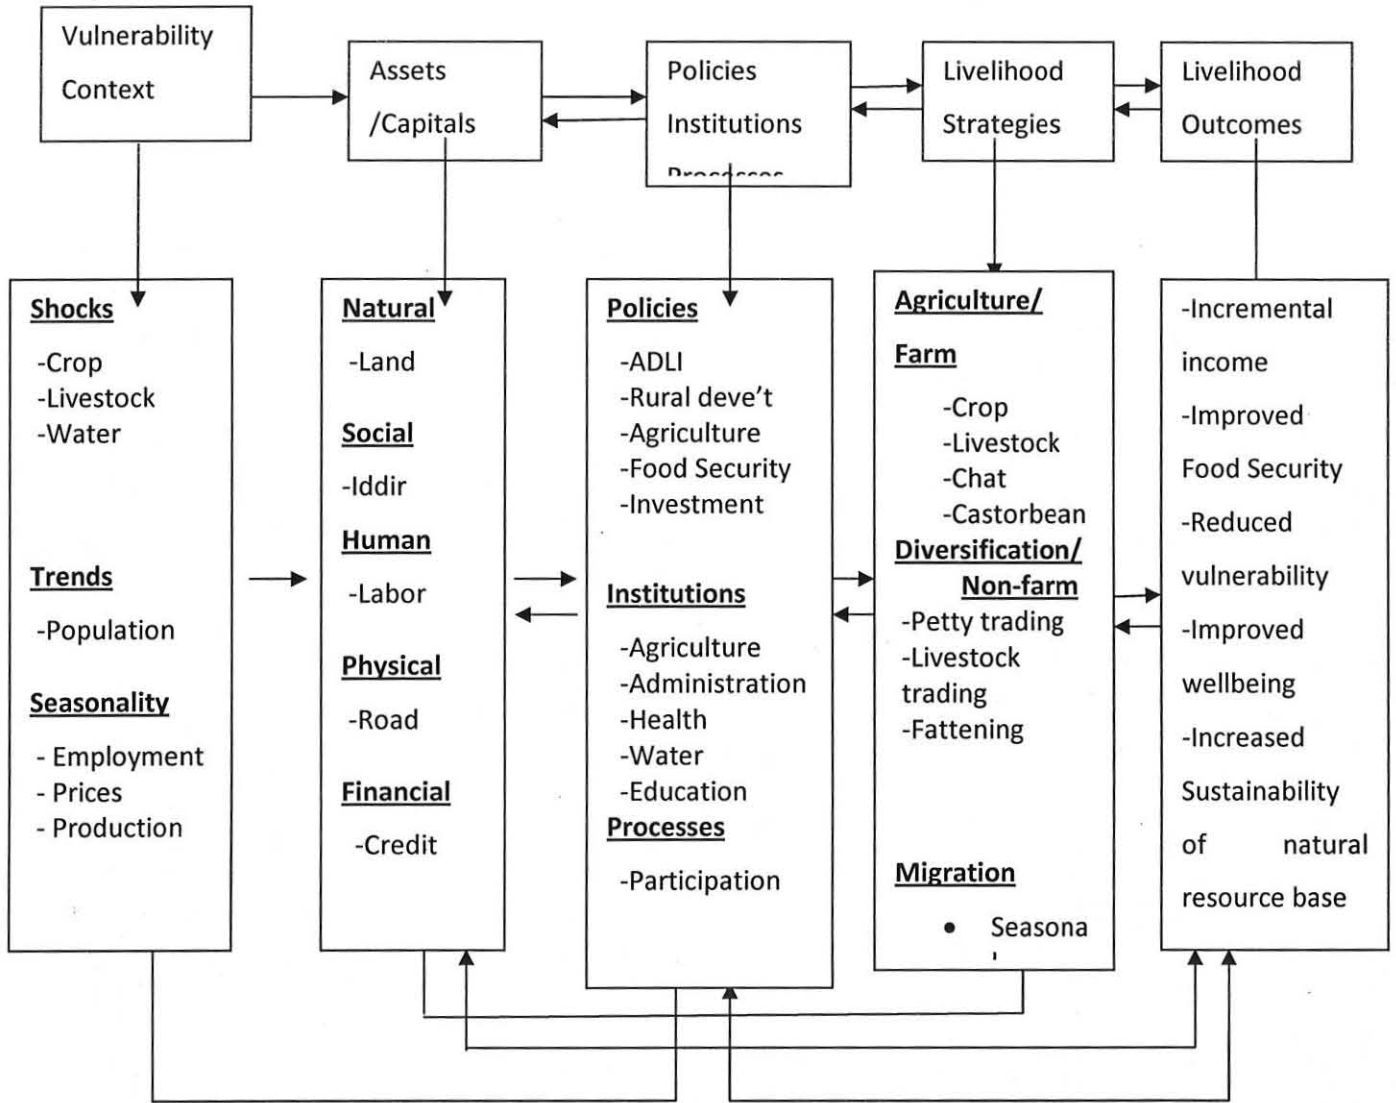 Vulnerability
Context
Assets
/Capitals
Policies
Institutions
Processes
Livelihood
Strategies
Livelihood
Outcomes
Shocks
-Crop
-Livestock
-Water
Trends
-Population
Seasonality
- Employment
- Prices
- Production
Natural
-Land
Social
-Iddir
Human
-Labor
Physical
-Road
Financial
-Credit
Policies
-ADLI
-Rural deve't
-Agriculture
-Food Security
-Investment
Institutions
-Agriculture
-Administration
-Health
-Water
-Education
Processes
-Participation
Agriculture/
Farm
-Crop
-Livestock
-Chat
-Castorbean
Diversification/
Non-farm
-Petty trading
-Livestock
trading
-Fattening
Migration
• Seasona
-Incremental
income
-Improved
Food Security
-Reduced
vulnerability
-Improved
wellbeing
-Increased
Sustainability
of natural
resource base